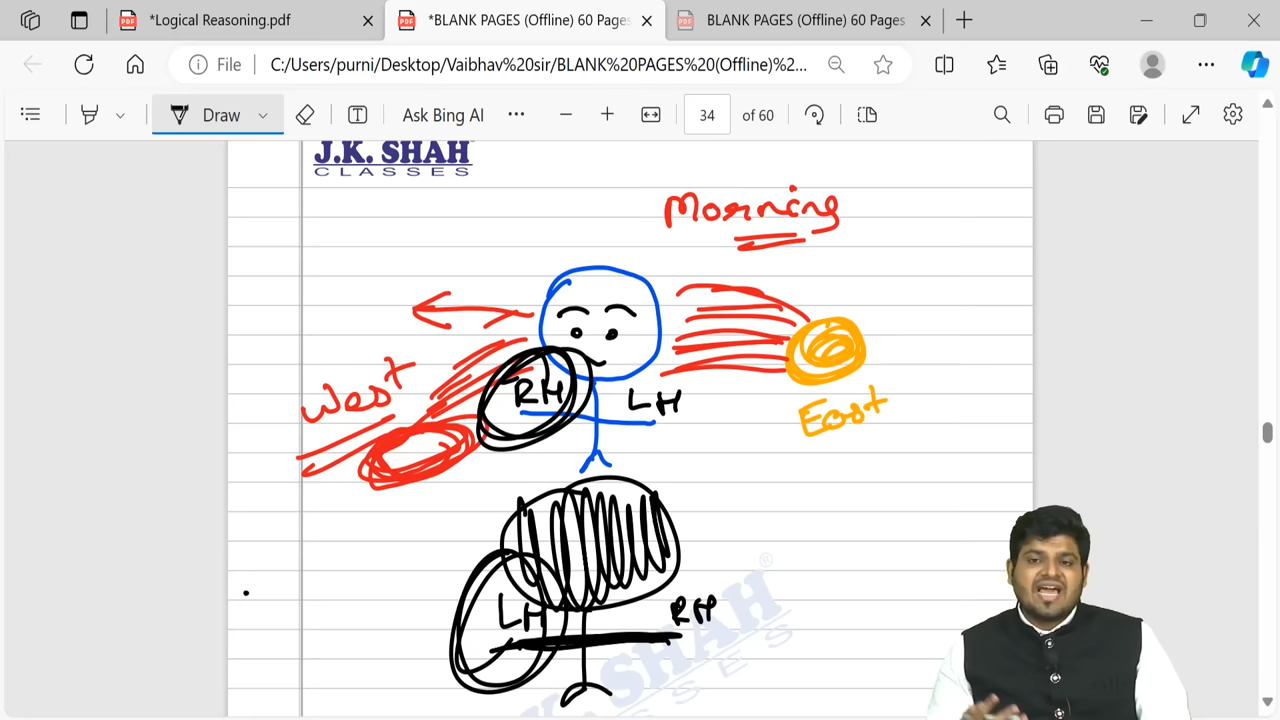 *Logical Reasoning.pdf
*BLANK PAGES (Offline) 60 Pages
BLANK PAGES (Offline) 60 Pages
File
C:/Users/purni/Desktop/Vaibhav%20sir/BLANK%20PAGES%20(Offline)%2...
Draw
Ask Bing AI
34
of 60
J.K. SHAH
CLASSES
Morning
West
RH
LH
East
LH
RH
SHAH